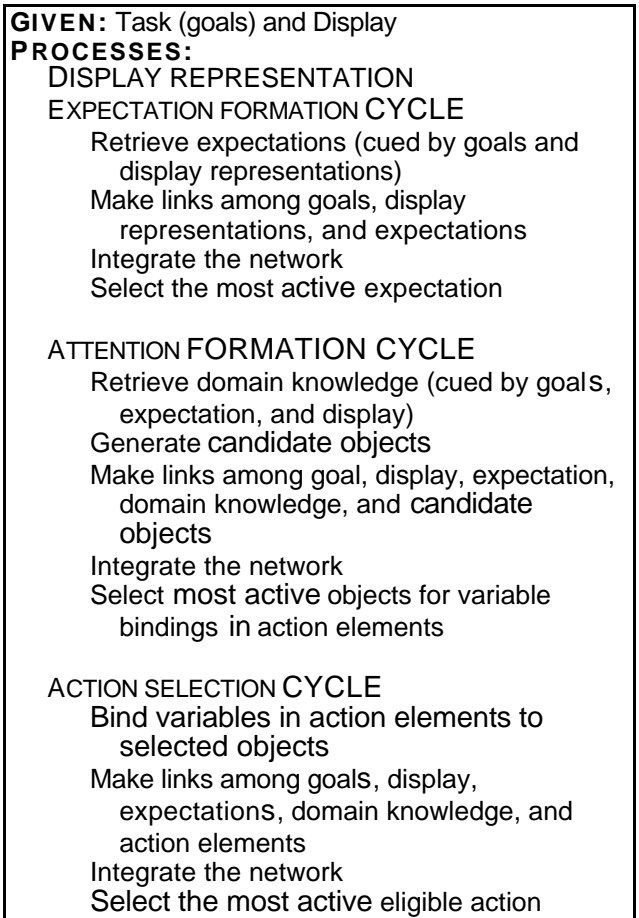 GIVEN: Task (goals) and Display
PROCESSES:
DISPLAY REPRESENTATION
EXPECTATION FORMATION CYCLE
Retrieve expectations (cued by goals and
display representations)
Make links among goals, display
representations, and expectations
Integrate the network
Select the most active expectation
ATTENTION FORMATION CYCLE
Retrieve domain knowledge (cued by goals,
expectation, and display)
Generate candidate objects
Make links among goal, display, expectation,
domain knowledge, and candidate
objects
Integrate the network
Select most active objects for variable
bindings in action elements
ACTION SELECTION CYCLE
Bind variables in action elements to
selected objects
Make links among goals, display,
expectations, domain knowledge, and
action elements
Integrate the network
Select the most active eligible action